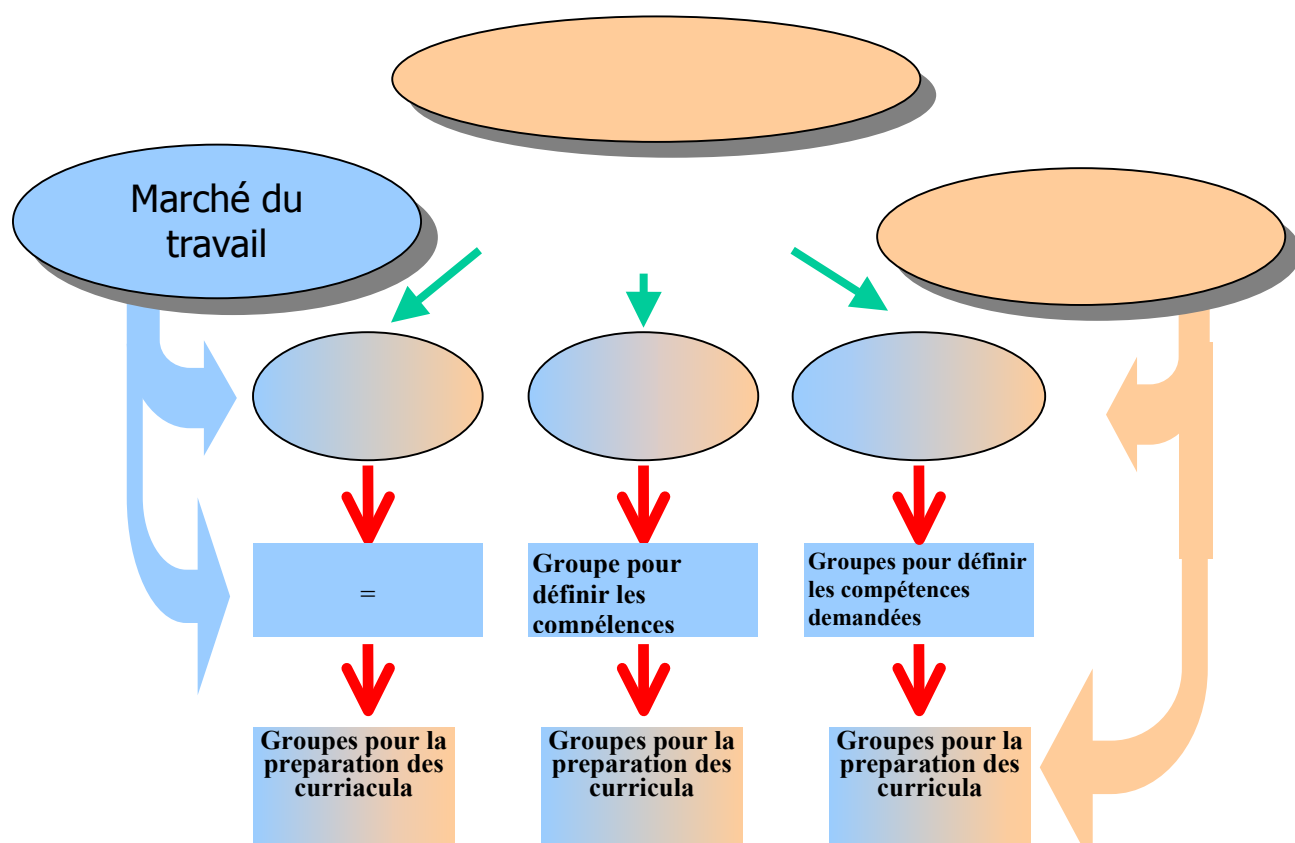 Marché du
travail
=
Groupe pour
définir les
compélences
Groupes pour définir
les compétences
demandées
Groupes pour la
preparation des
curriacula
Groupes pour la
preparation des
curricula
Groupes pour la
preparation des
curricula